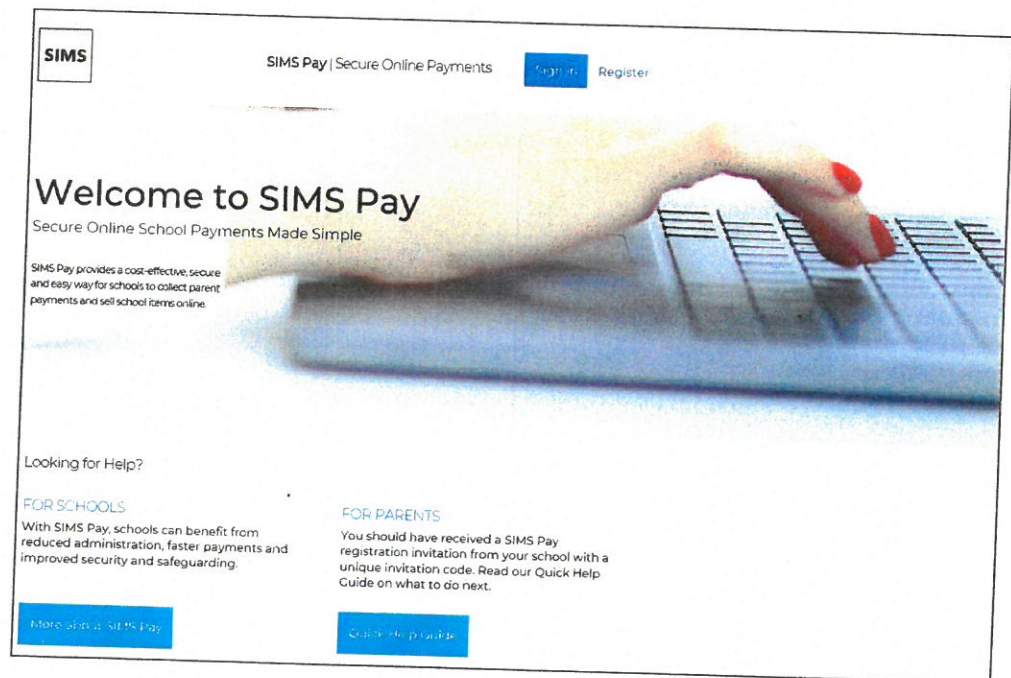 SIMS
SIMS Pay | Secure Online Payments
Sign in
Register
Welcome to SIMS Pay
Secure Online School Payments Made Simple
SIMS Pay provides a cost-effective, secure
and easy way for schools to collect parent
payments and sell school items online.
Looking for Help?
FOR SCHOOLS
With SIMS Pay, schools can benefit from
reduced administration, faster payments and
improved security and safeguarding.
More about SIMS Pay
FOR PARENTS
You should have received a SIMS Pay
registration invitation from your school with a
unique invitation code. Read our Quick Help
Guide on what to do next.
Quick Help Guide